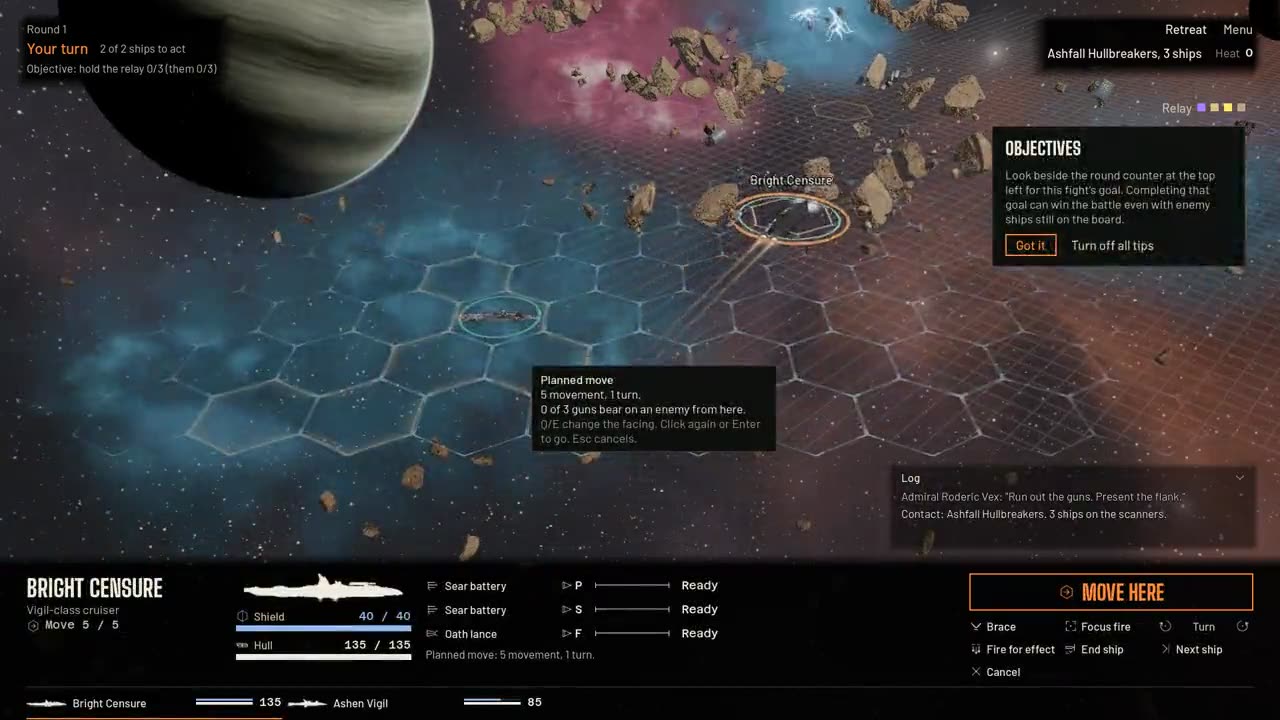 Round 1
Your turn 2 of 2 ships to act
Objective: hold the relay 0/3 (them 0/3)
Retreat Menu
Ashfall Hullbreakers, 3 ships Heat 0
Relay
OBJECTIVES
Look beside the round counter at the top
left for this fight's goal. Completing that
goal can win the battle even with enemy
ships still on the board.
Got it Turn off all tips
Bright Censure
Planned move
5 movement, 1 turn.
0 of 3 guns bear on an enemy from here.
Q/E change the facing. Click again or Enter
to go. Esc cancels.
Log
Admiral Roderic Vex: "Run out the guns. Present the flank."
Contact: Ashfall Hullbreakers. 3 ships on the scanners.
BRIGHT CENSURE
Vigil-class cruiser
Move 5 / 5
Shield 40 / 40
Hull 135 / 135
Sear battery P Ready
Sear battery S Ready
Oath lance F Ready
Planned move: 5 movement, 1 turn.
MOVE HERE
Brace Focus fire Turn
Fire for effect End ship Next ship
Cancel
Bright Censure 135 Ashen Vigil 85